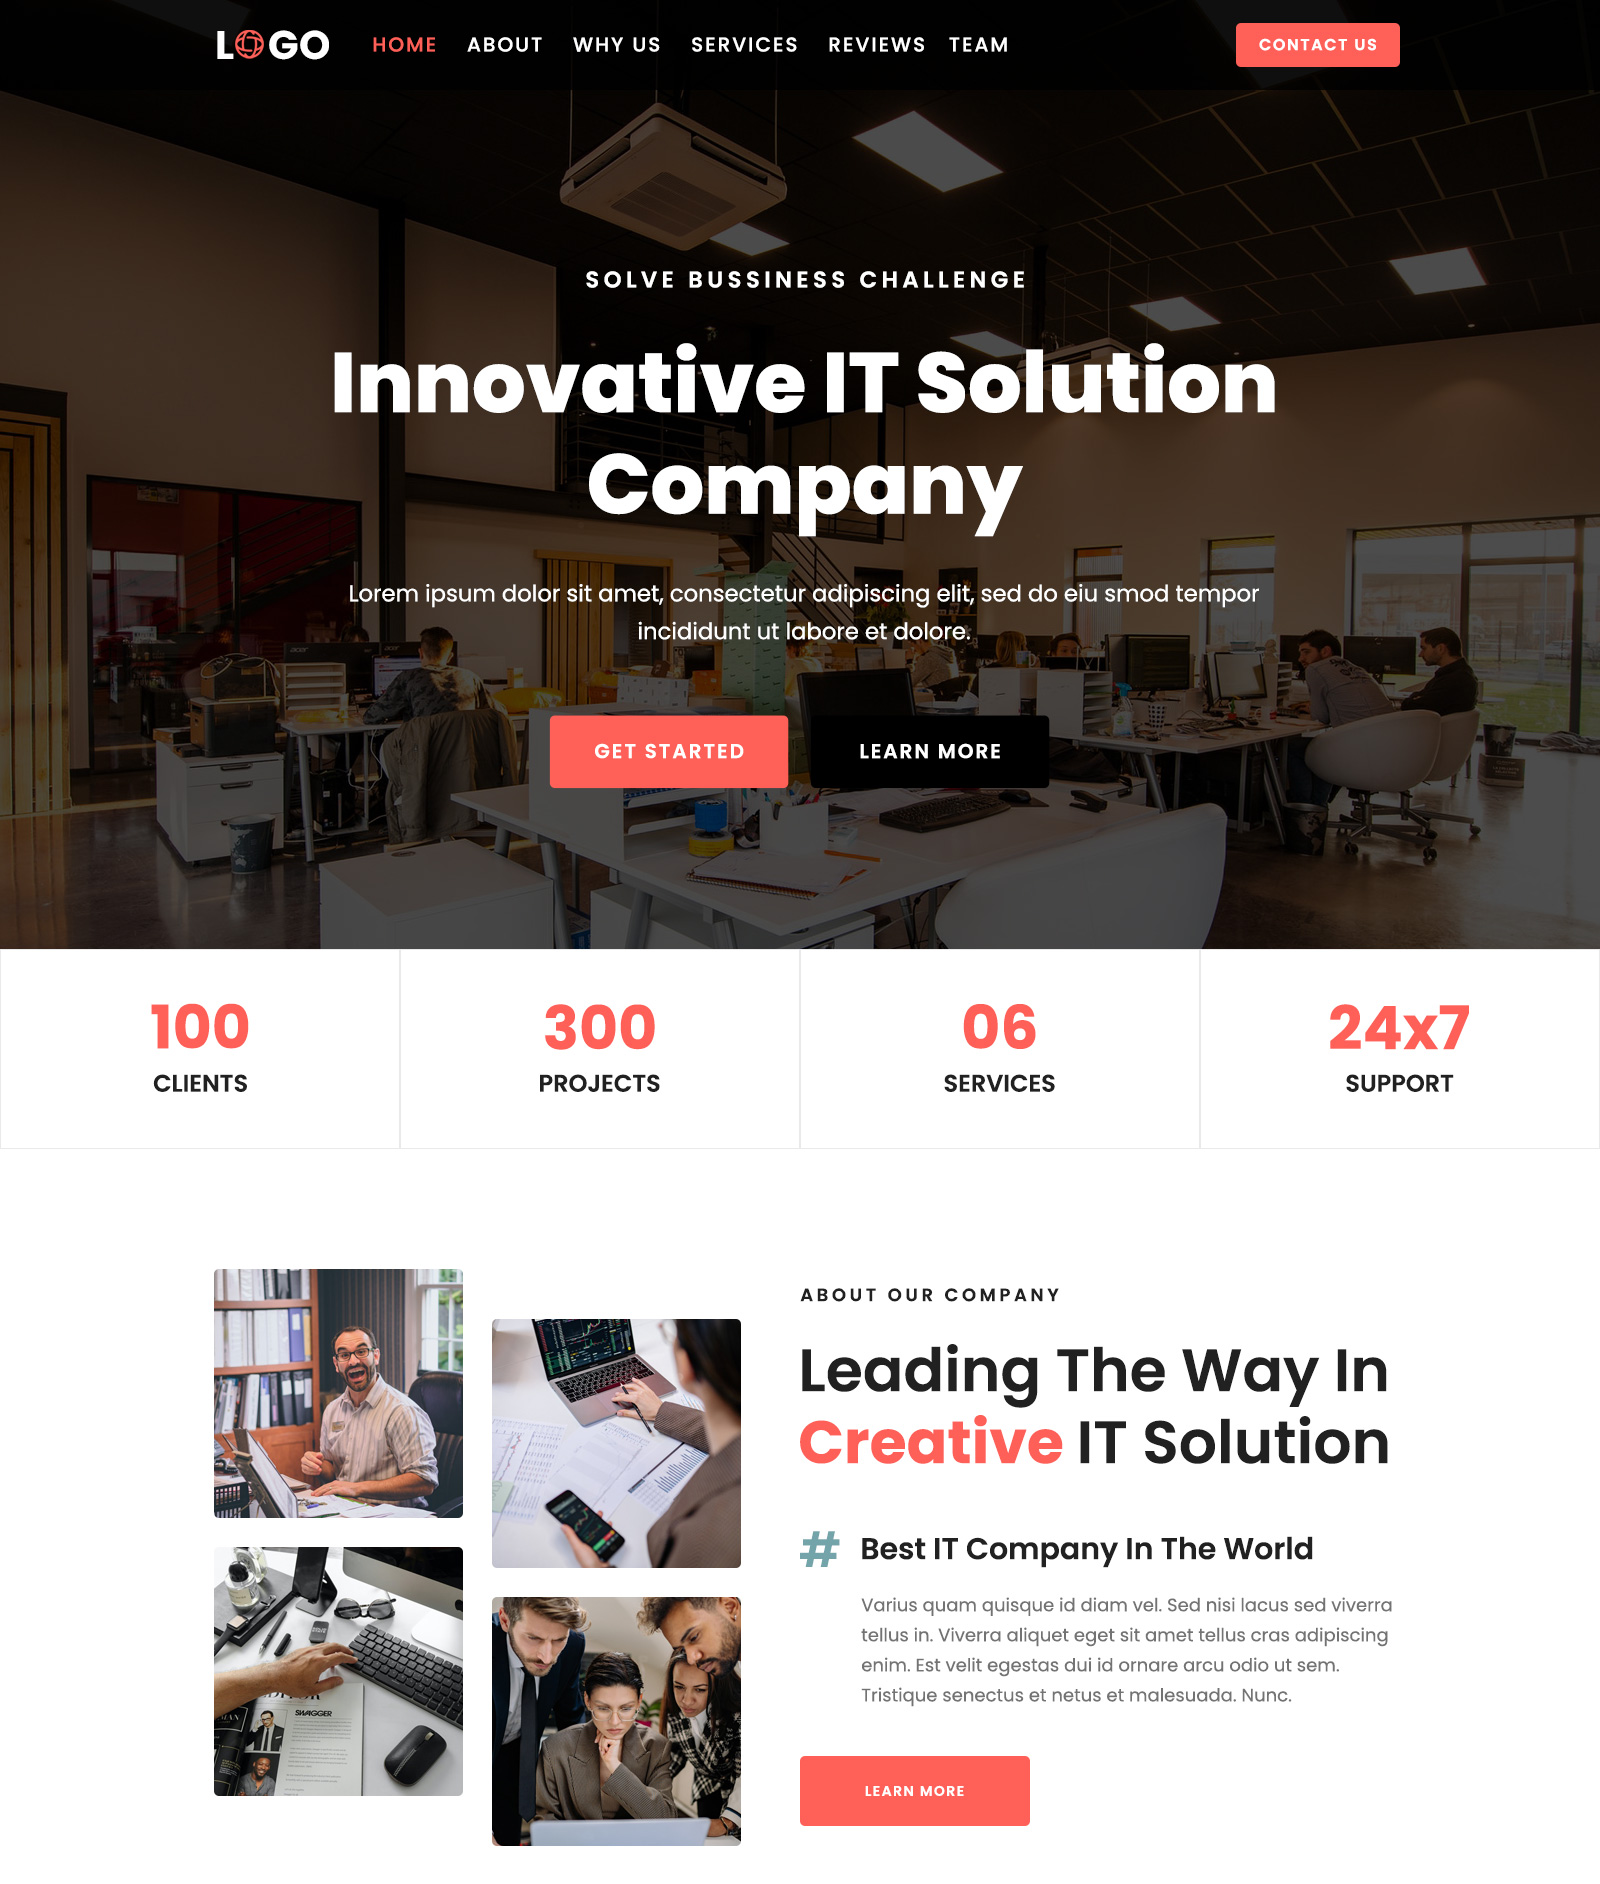 LOGO
HOME
ABOUT
WHY US
SERVICES
REVIEWS
TEAM
CONTACT US
SOLVE BUSSINESS CHALLENGE
Innovative IT Solution
Company
Lorem ipsum dolor sit amet, consectetur adipiscing elit, sed do eiu smod tempor
incididunt ut labore et dolore.
GET STARTED
LEARN MORE
100
CLIENTS
300
PROJECTS
06
SERVICES
24x7
SUPPORT
ABOUT OUR COMPANY
Leading The Way In
Creative IT Solution
# Best IT Company In The World
Varius quam quisque id diam vel. Sed nisi lacus sed viverra
tellus in. Viverra aliquet eget sit amet tellus cras adipiscing
enim. Est velit egestas dui id ornare arcu odio ut sem.
Tristique senectus et netus et malesuada. Nunc.
LEARN MORE
SWAGGER